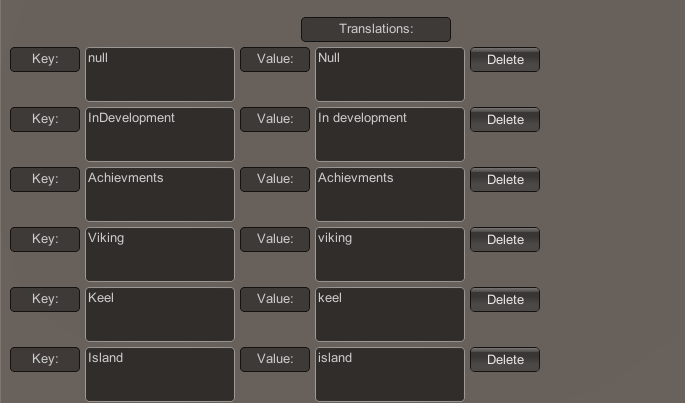 Translations:
Key: null Value: Null Delete
Key: InDevelopment Value: In development Delete
Key: Achievments Value: Achievments Delete
Key: Viking Value: viking Delete
Key: Keel Value: keel Delete
Key: Island Value: island Delete